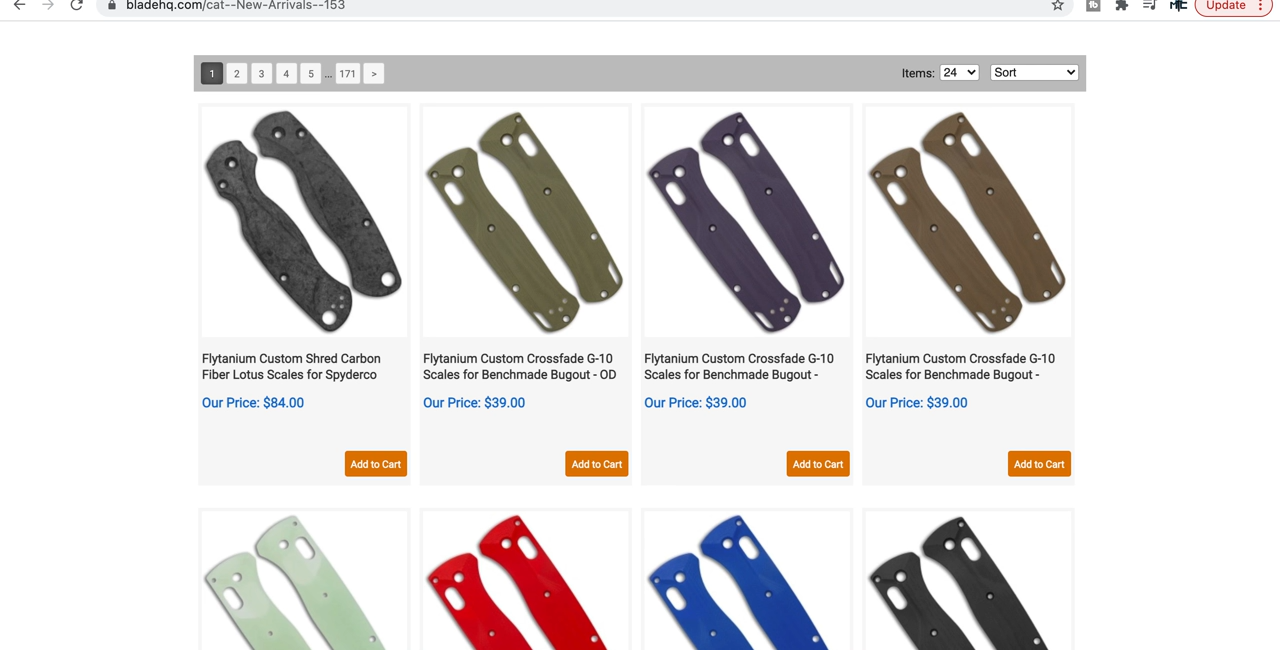 bladehq.com/cat--New-Arrivals--153
Update
1 2 3 4 5 ... 171 >
Items: 24 Sort
Flytanium Custom Shred Carbon
Fiber Lotus Scales for Spyderco
Our Price: $84.00
Add to Cart
Flytanium Custom Crossfade G-10
Scales for Benchmade Bugout - OD
Our Price: $39.00
Add to Cart
Flytanium Custom Crossfade G-10
Scales for Benchmade Bugout -
Our Price: $39.00
Add to Cart
Flytanium Custom Crossfade G-10
Scales for Benchmade Bugout -
Our Price: $39.00
Add to Cart